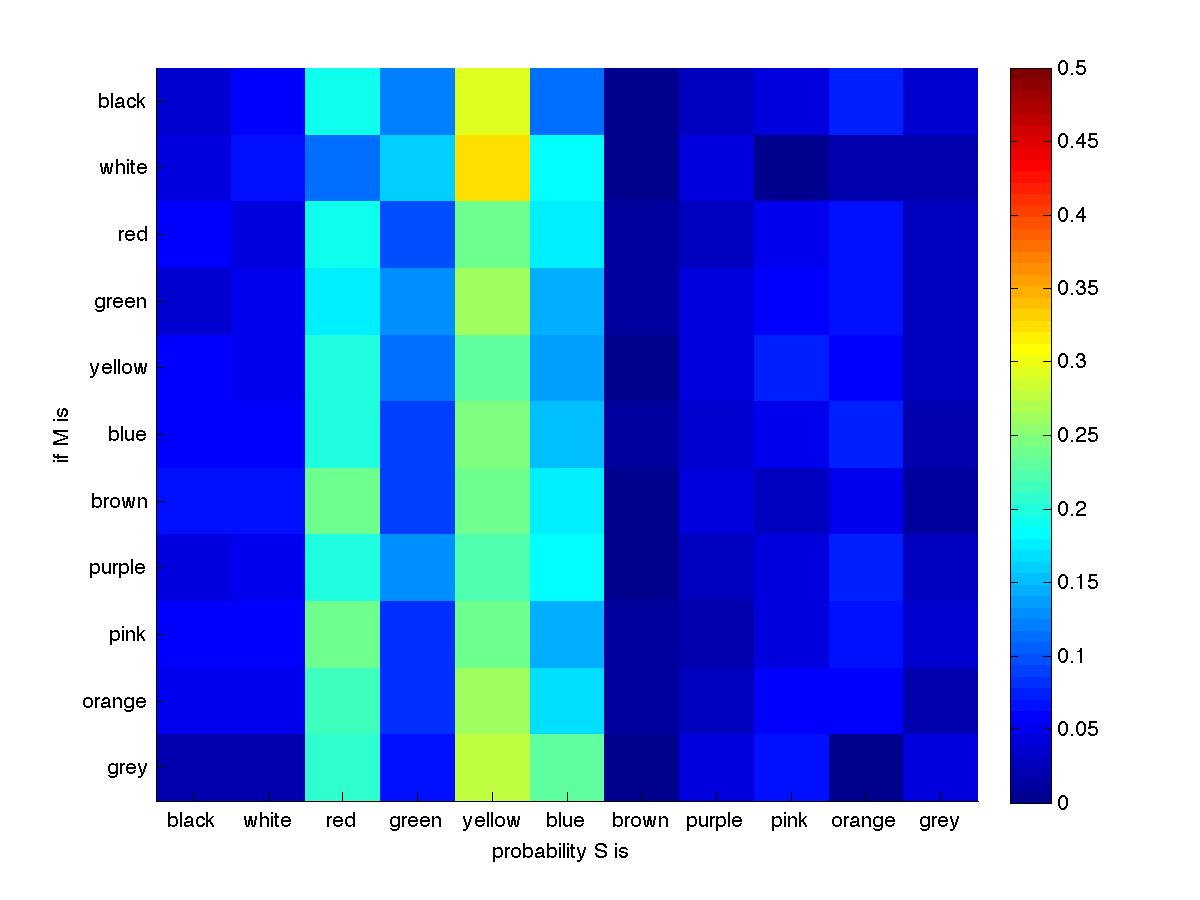 black
white
red
green
yellow
blue
brown
purple
pink
orange
grey
if M is
black white red green yellow blue brown purple pink orange grey
probability S is
0.5
0.45
0.4
0.35
0.3
0.25
0.2
0.15
0.1
0.05
0